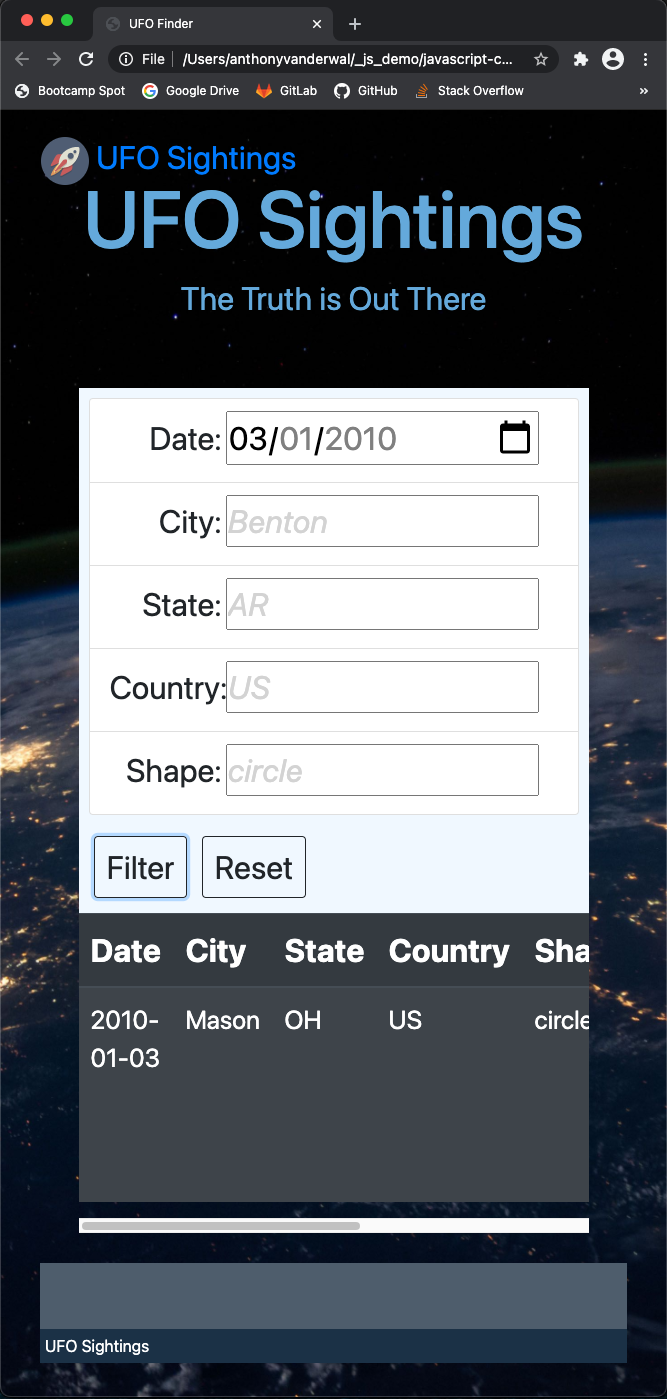 UFO Finder
File
/Users/anthonyvanderwal/_js_demo/javascript-c...
Bootcamp Spot Google Drive GitLab GitHub Stack Overflow »
UFO Sightings
UFO Sightings
The Truth is Out There
Date: 03/01/2010
City: Benton
State: AR
Country: US
Shape: circle
Filter Reset
Date City State Country Sha
2010-01-03 Mason OH US circle
UFO Sightings